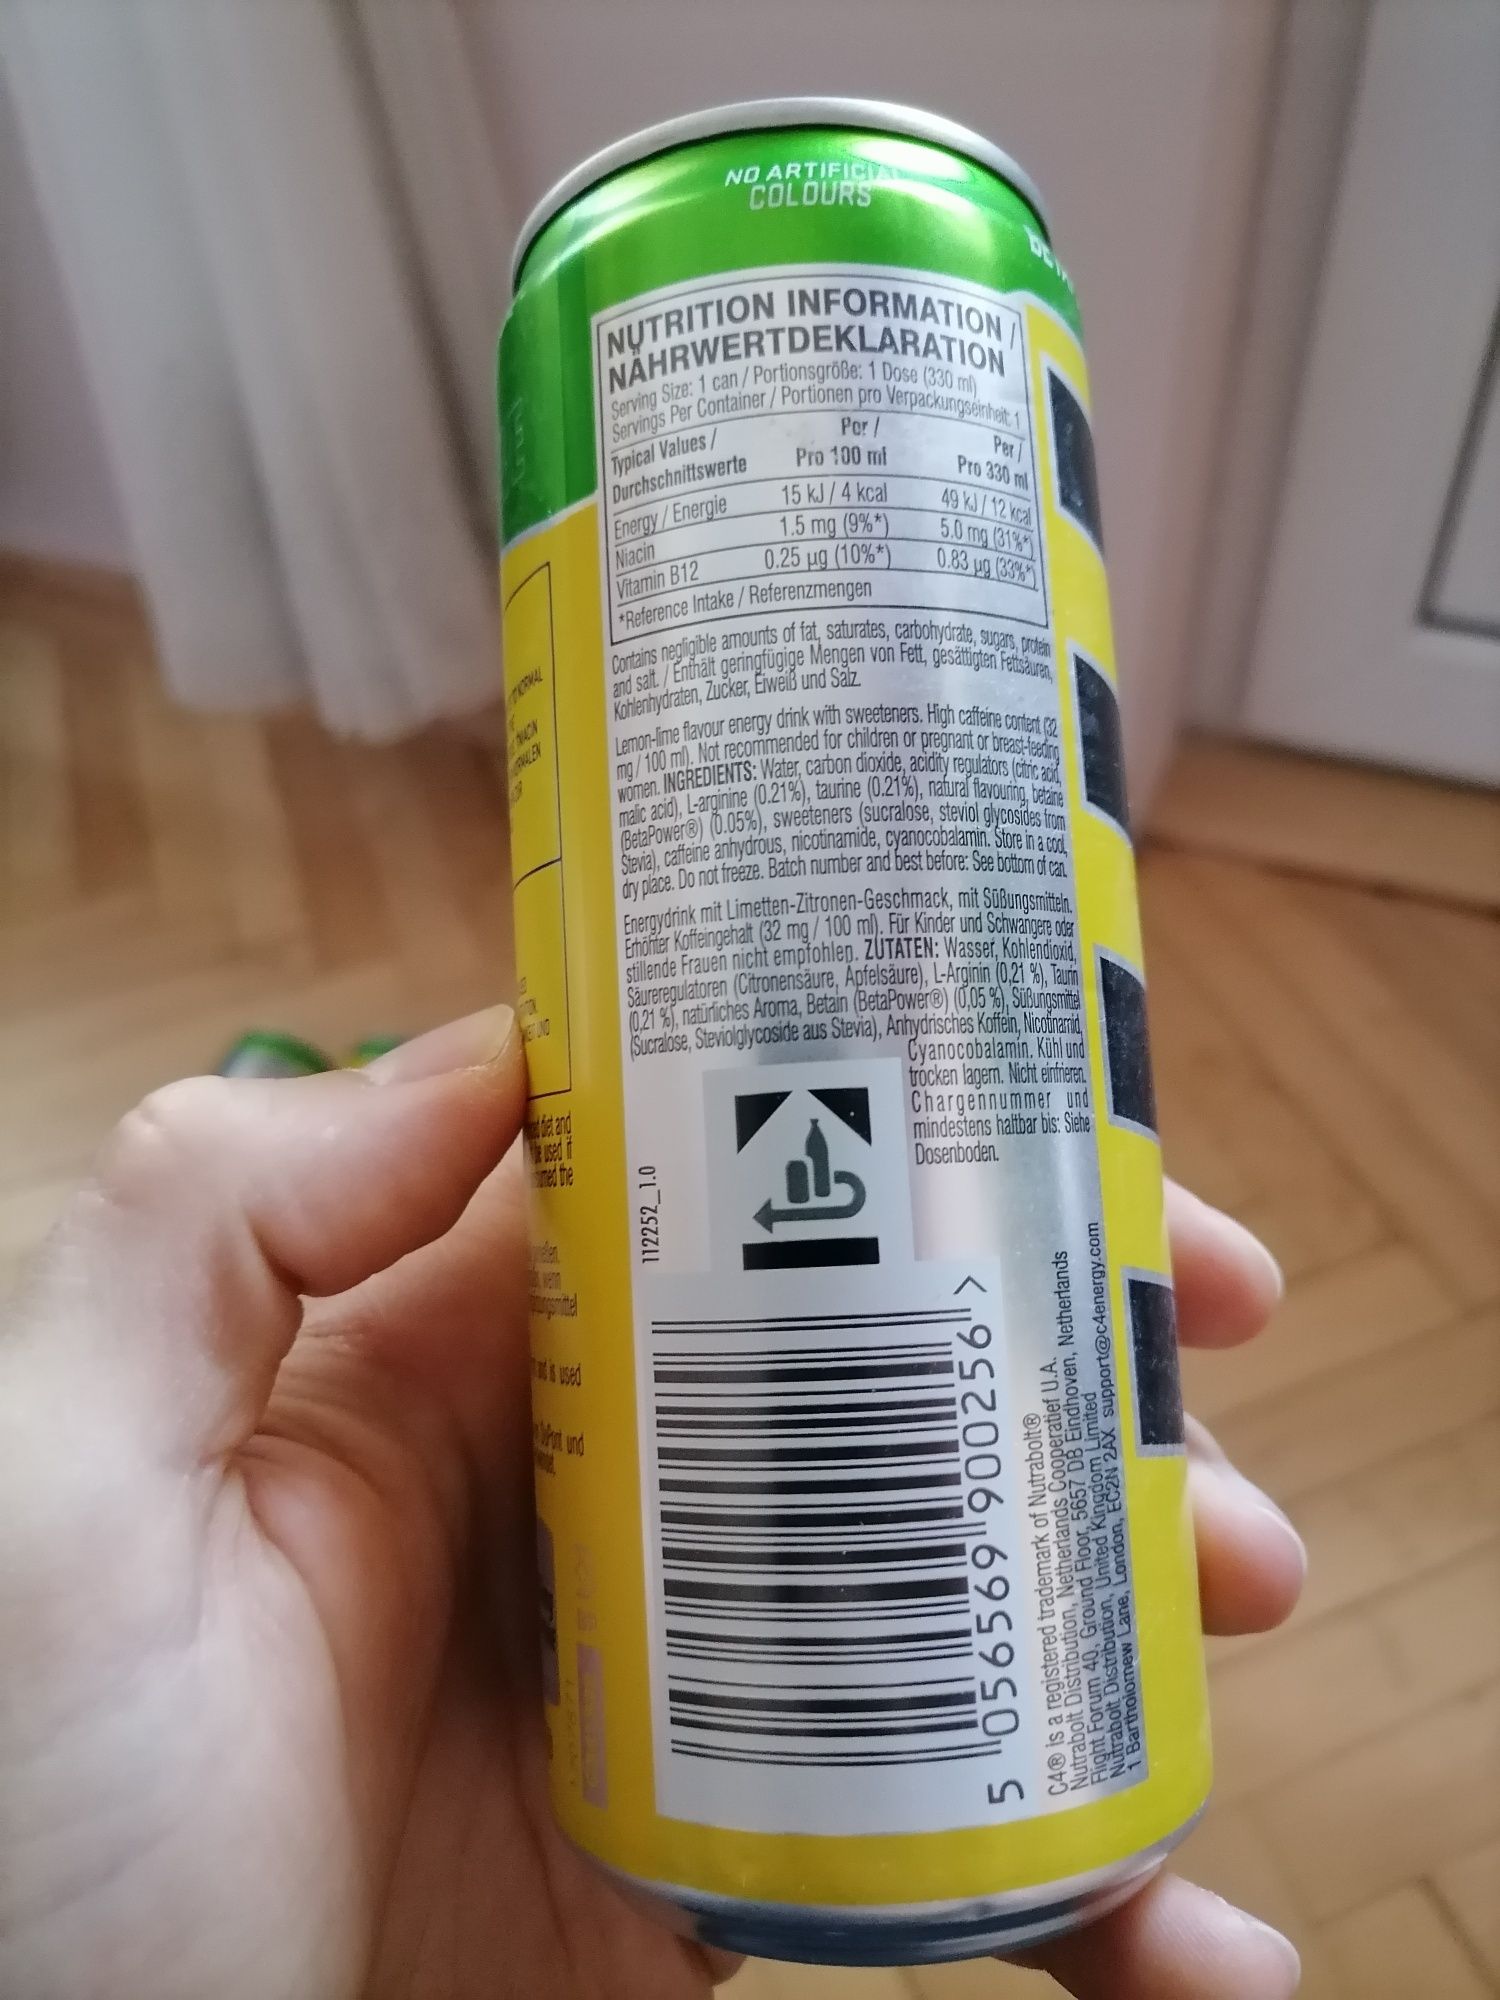 NO ARTIFICIAL
COLOURS
NUTRITION INFORMATION /
NÄHRWERTDEKLARATION
Serving Size: 1 can / Portionsgröße: 1 Dose (330 ml)
Servings Per Container / Portionen pro Verpackungseinheit: 1
Typical Values / Per / Per /
Durchschnittswerte Pro 100 ml Pro 330 ml
Energy / Energie 15 kJ / 4 kcal 49 kJ / 12 kcal
Niacin 1.5 mg (9%*) 5.0 mg (31%*)
Vitamin B12 0.25 µg (10%*) 0.83 µg (33%*)
*Reference Intake / Referenzmengen
Contains negligible amounts of fat, saturates, carbohydrate, sugars, protein
and salt. / Enthält geringfügige Mengen von Fett, gesättigten Fettsäuren,
Kohlenhydraten, Zucker, Eiweiß und Salz.
Lemon-lime flavour energy drink with sweeteners. High caffeine content (32
mg / 100 ml). Not recommended for children or pregnant or breast-feeding
women. INGREDIENTS: Water, carbon dioxide, acidity regulators (citric acid,
malic acid), L-arginine (0.21%), taurine (0.21%), natural flavouring, betaine
(BetaPower®) (0.05%), sweeteners (sucralose, steviol glycosides from
Stevia), caffeine anhydrous, nicotinamide, cyanocobalamin. Store in a cool,
dry place. Do not freeze. Batch number and best before: See bottom of can.
Energydrink mit Limetten-Zitronen-Geschmack, mit Süßungsmitteln.
Erhöhter Koffeingehalt (32 mg / 100 ml). Für Kinder und Schwangere oder
stillende Frauen nicht empfohlen. ZUTATEN: Wasser, Kohlendioxid,
Säureregulatoren (Citronensäure, Apfelsäure), L-Arginin (0,21 %), Taurin
(0,21 %), natürliches Aroma, Betain (BetaPower®) (0,05 %), Süßungsmittel
(Sucralose, Steviolglycoside aus Stevia), Anhydrisches Koffein, Nicotinamid,
Cyanocobalamin. Kühl und
trocken lagern. Nicht einfrieren.
Chargennummer und
mindestens haltbar bis: Siehe
Dosenboden.
112252_1.0
5 056569 900256 >
C4® is a registered trademark of Nutrabolt®
Nutrabolt Distribution, Netherlands Cooperatief U.A.
Flight Forum 40, Ground Floor, 5657 DB Eindhoven, Netherlands
Nutrabolt Distribution, United Kingdom Limited
1 Bartholomew Lane, London, EC2N 2AX support@c4energy.com
diet and
be used if
the
wenn
and is used
und